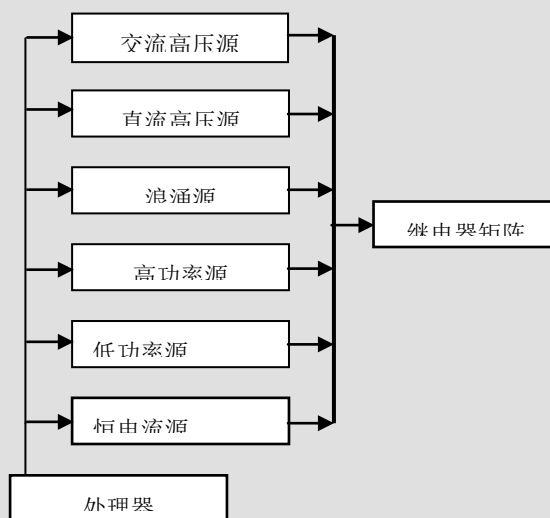 交流高压源
直流高压源
浪涌源
高功率源
继电器矩阵
低功率源
恒电流源
处理器